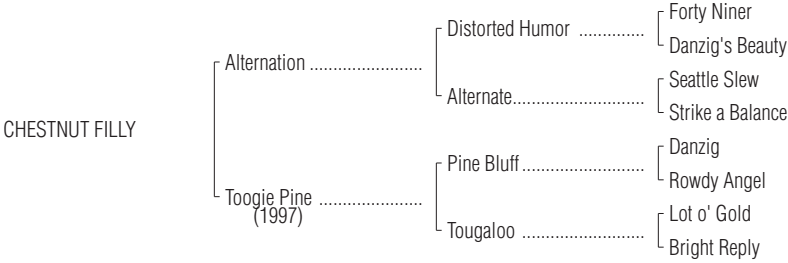 Forty Niner
Distorted Humor ..............
Danzig's Beauty
Alternation ........................
Seattle Slew
Alternate............................
Strike a Balance
CHESTNUT FILLY
Danzig
Pine Bluff..........................
Rowdy Angel
Toogie Pine ......................
(1997)
Lot o' Gold
Tougaloo ..........................
Bright Reply